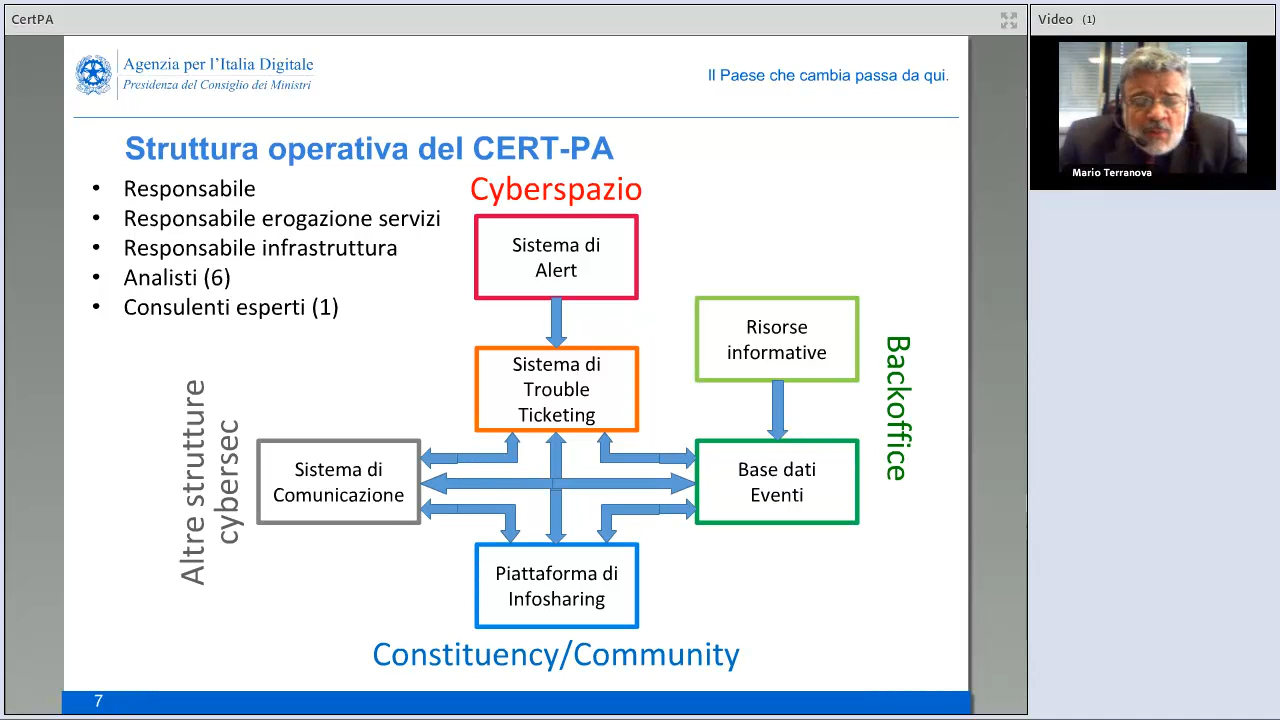 CertPA
Video (1)
Agenzia per l'Italia Digitale
Presidenza del Consiglio dei Ministri
Il Paese che cambia passa da qui.
Mario Terranova
Struttura operativa del CERT-PA
• Responsabile
• Responsabile erogazione servizi
• Responsabile infrastruttura
• Analisti (6)
• Consulenti esperti (1)
Cyberspazio
Sistema di
Alert
Risorse
informative
Backoffice
Sistema di
Trouble
Ticketing
Altre strutture
cybersec
Sistema di
Comunicazione
Base dati
Eventi
Piattaforma di
Infosharing
Constituency/Community
7